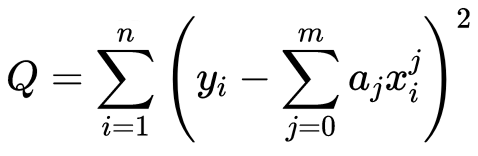 Q = \sum_{i=1}^{n} \left( y_i - \sum_{j=0}^{m} a_j x_i^j \right)^2